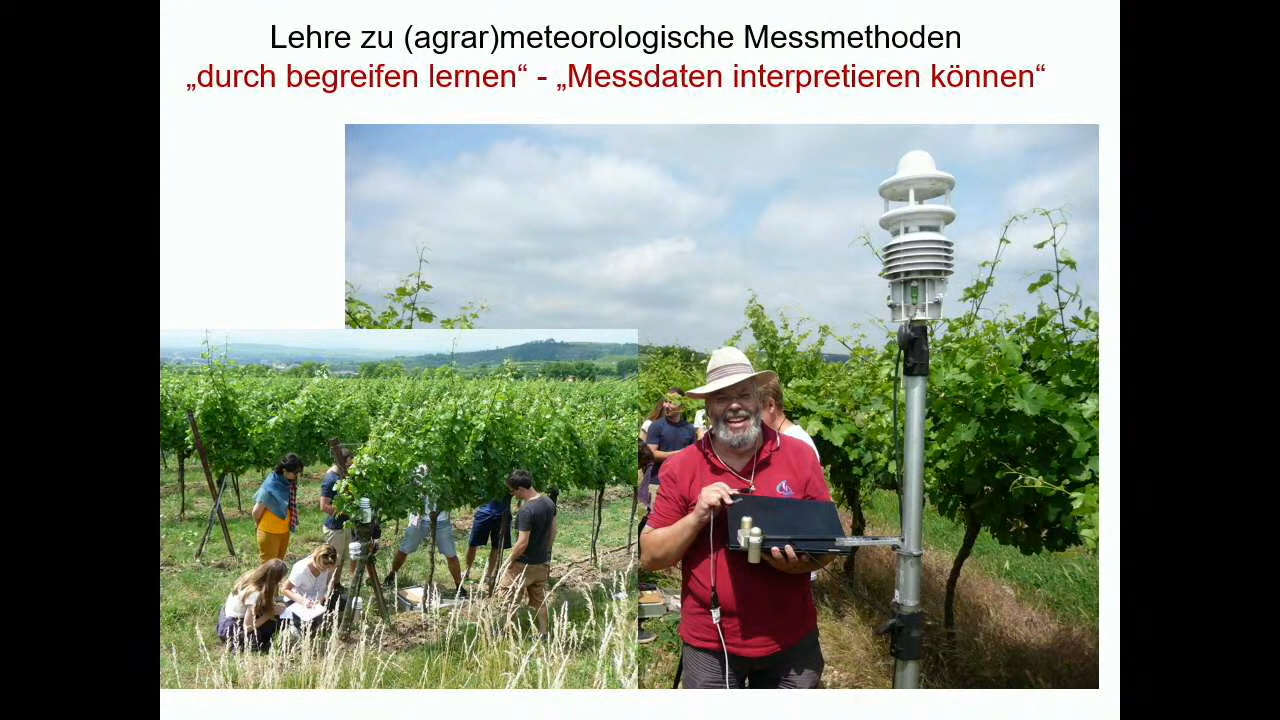 Lehre zu (agrar)meteorologische Messmethoden
„durch begreifen lernen“ - „Messdaten interpretieren können“